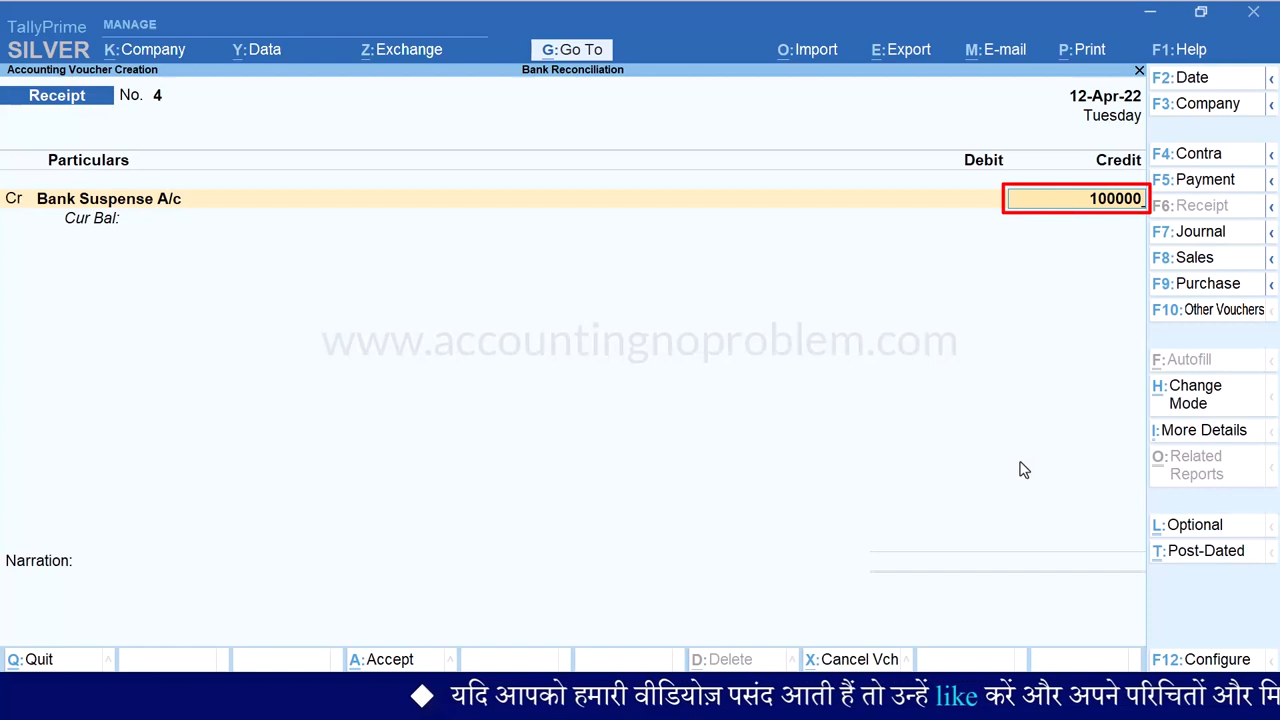 TallyPrime MANAGE
SILVER K:Company Y:Data Z:Exchange G:Go To O:Import E:Export M:E-mail P:Print F1:Help
Accounting Voucher Creation Bank Reconciliation
Receipt No. 4 12-Apr-22
Tuesday
Particulars Debit Credit
Cr Bank Suspense A/c 100000
Cur Bal:
www.accountingnoproblem.com
Narration:
F2:Date
F3:Company
F4:Contra
F5:Payment
F6:Receipt
F7:Journal
F8:Sales
F9:Purchase
F10:Other Vouchers
F:Autofill
H:Change
Mode
I:More Details
O:Related
Reports
L:Optional
T:Post-Dated
Q:Quit A:Accept D:Delete X:Cancel Vch F12:Configure
◆ यदि आपको हमारी वीडियोज़ पसंद आती हैं तो उन्हें like करें और अपने परिचितों और मि